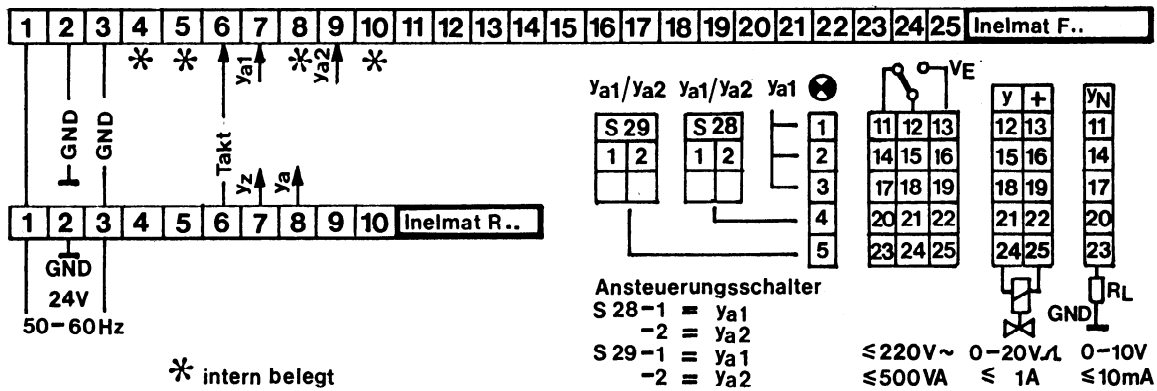 1 2 3 4 5 6 7 8 9 10 11 12 13 14 15 16 17 18 19 20 21 22 23 24 25 Inelmat F..
* * * *
GND GND Takt ya1 ya2
yz ya
1 2 3 4 5 6 7 8 9 10 Inelmat R..
GND
24V
50-60Hz
* intern belegt
ya1/ya2 ya1/ya2 ya1
S 29 S 28
1 2 1 2
1
2
3
4
5
VE
11 12 13
14 15 16
17 18 19
20 21 22
23 24 25
≤220V~
≤500VA
y +
12 13
15 16
18 19
21 22
24 25
0-20V⎍
≤ 1A
yN
11
14
17
20
23
RL
GND
0-10V
≤10mA
Ansteuerungsschalter
S 28-1 = ya1
-2 = ya2
S 29-1 = ya1
-2 = ya2